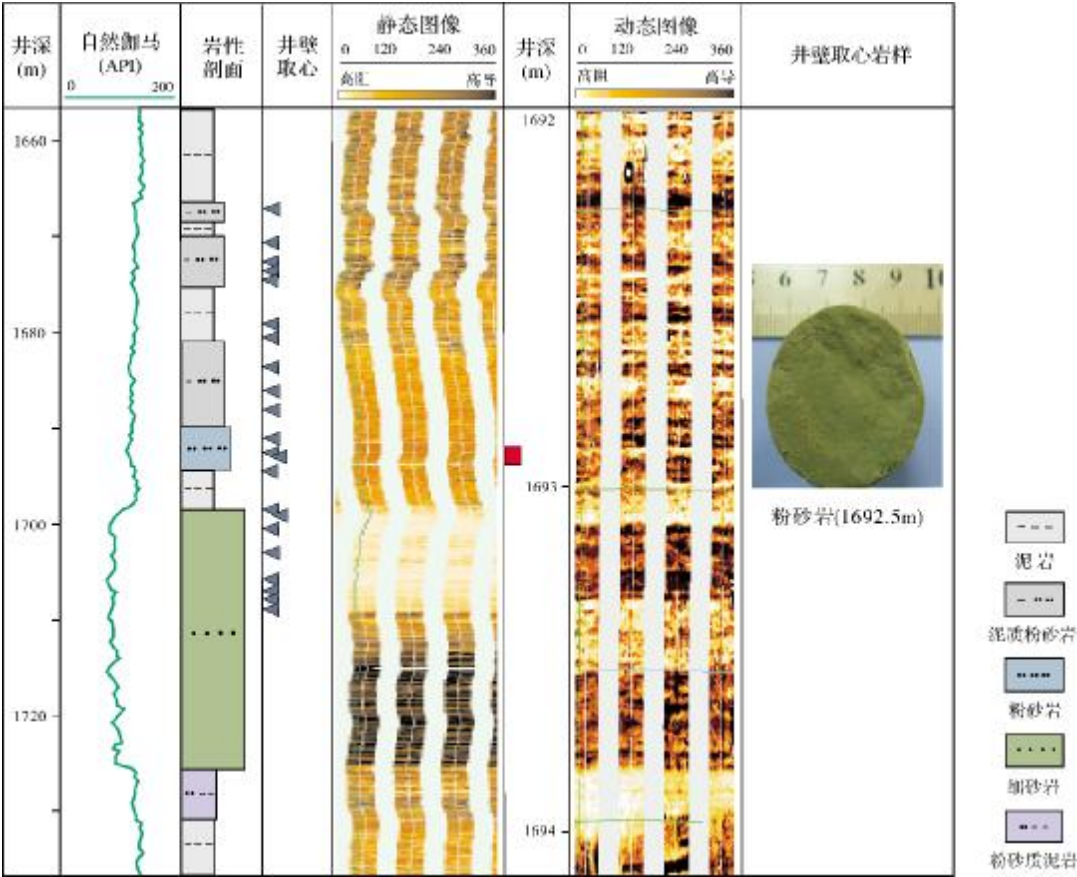 井深
(m)
自然伽马
(API)
0 200
岩性
剖面
井壁
取心
静态图像
0 120 240 360
高阻 高导
井深
(m)
动态图像
0 120 240 360
高阻 高导
井壁取心岩样
1660
1680
1700
1720
1692
1693
1694
6 7 8 9 10
粉砂岩(1692.5m)
泥岩
泥质粉砂岩
粉砂岩
细砂岩
粉砂质泥岩